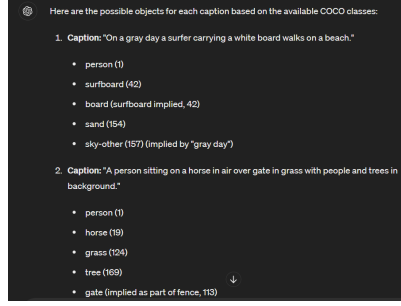 Here are the possible objects for each caption based on the available COCO classes:
1. Caption: "On a gray day a surfer carrying a white board walks on a beach."
• person (1)
• surfboard (42)
• board (surfboard implied, 42)
• sand (154)
• sky-other (157) (implied by "gray day")
2. Caption: "A person sitting on a horse in air over gate in grass with people and trees in
background."
• person (1)
• horse (19)
• grass (124)
• tree (169)
• gate (implied as part of fence, 113)